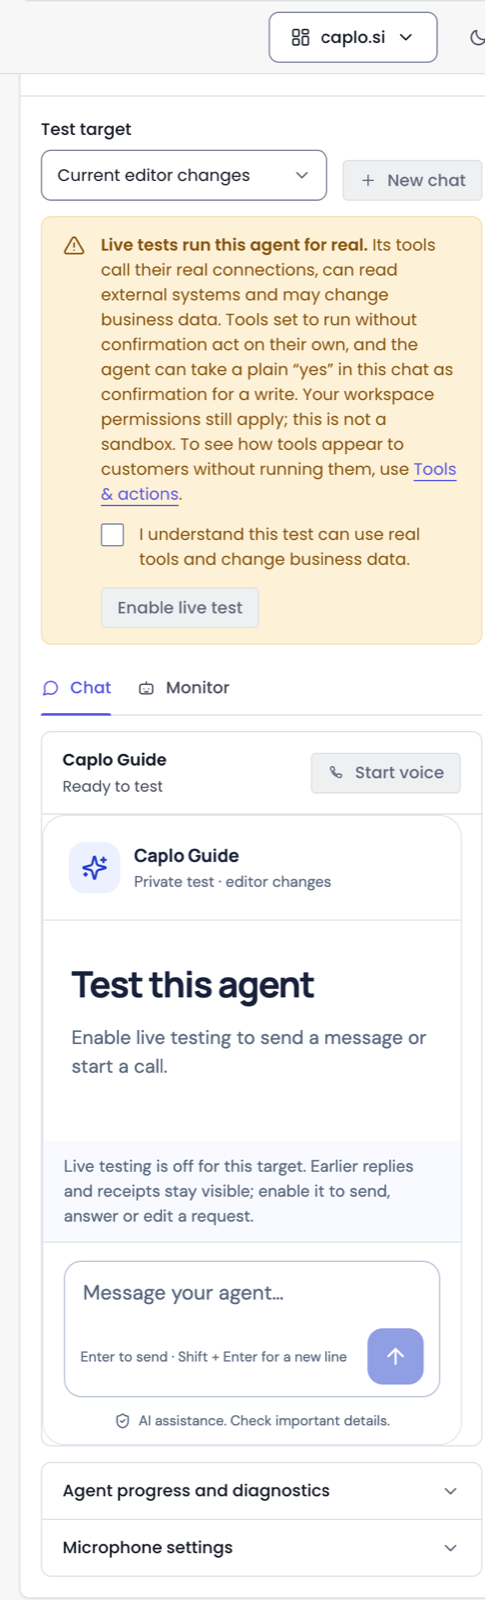 caplo.si
Test target
Current editor changes
+ New chat
Live tests run this agent for real. Its tools
call their real connections, can read
external systems and may change
business data. Tools set to run without
confirmation act on their own, and the
agent can take a plain “yes” in this chat as
confirmation for a write. Your workspace
permissions still apply; this is not a
sandbox. To see how tools appear to
customers without running them, use Tools
& actions.
I understand this test can use real
tools and change business data.
Enable live test
Chat
Monitor
Caplo Guide
Ready to test
Start voice
Caplo Guide
Private test · editor changes
Test this agent
Enable live testing to send a message or
start a call.
Live testing is off for this target. Earlier replies
and receipts stay visible; enable it to send,
answer or edit a request.
Message your agent...
Enter to send · Shift + Enter for a new line
AI assistance. Check important details.
Agent progress and diagnostics
Microphone settings